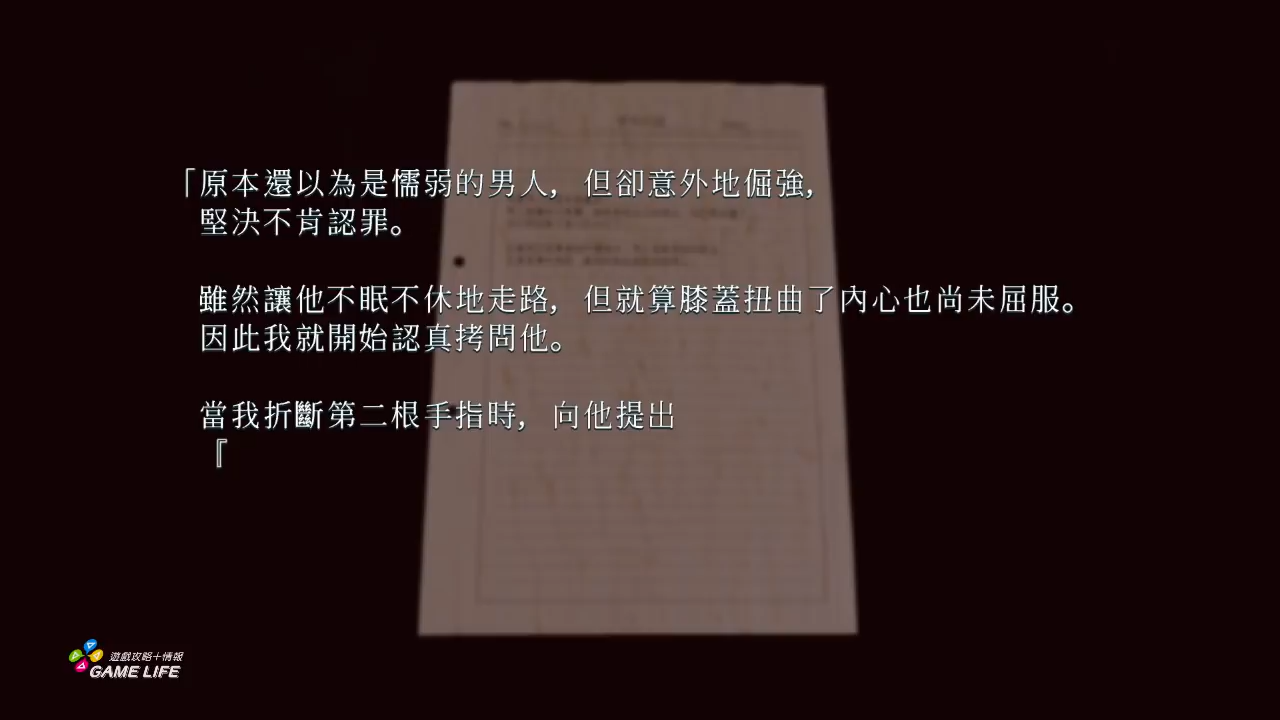 「原本還以為是懦弱的男人, 但卻意外地倔強,
堅決不肯認罪。
雖然讓他不眠不休地走路, 但就算膝蓋扭曲了內心也尚未屈服。
因此我就開始認真拷問他。
當我折斷第二根手指時, 向他提出
『
遊戲攻略+情報
GAME LIFE